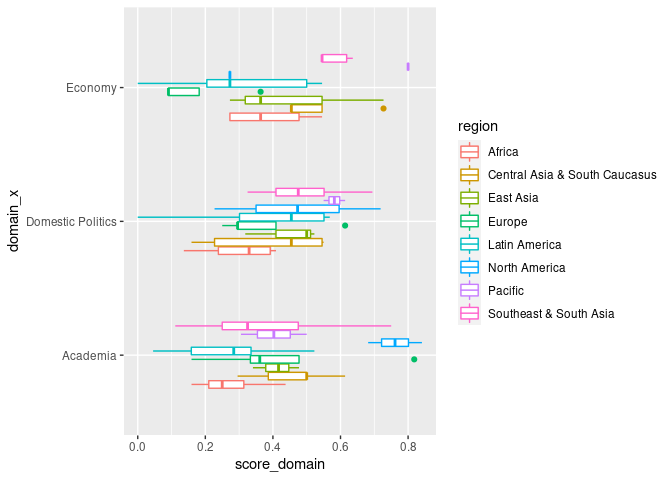 domain_x
Economy
Domestic Politics
Academia
0.0 0.2 0.4 0.6 0.8
score_domain
region
Africa
Central Asia & South Caucasus
East Asia
Europe
Latin America
North America
Pacific
Southeast & South Asia